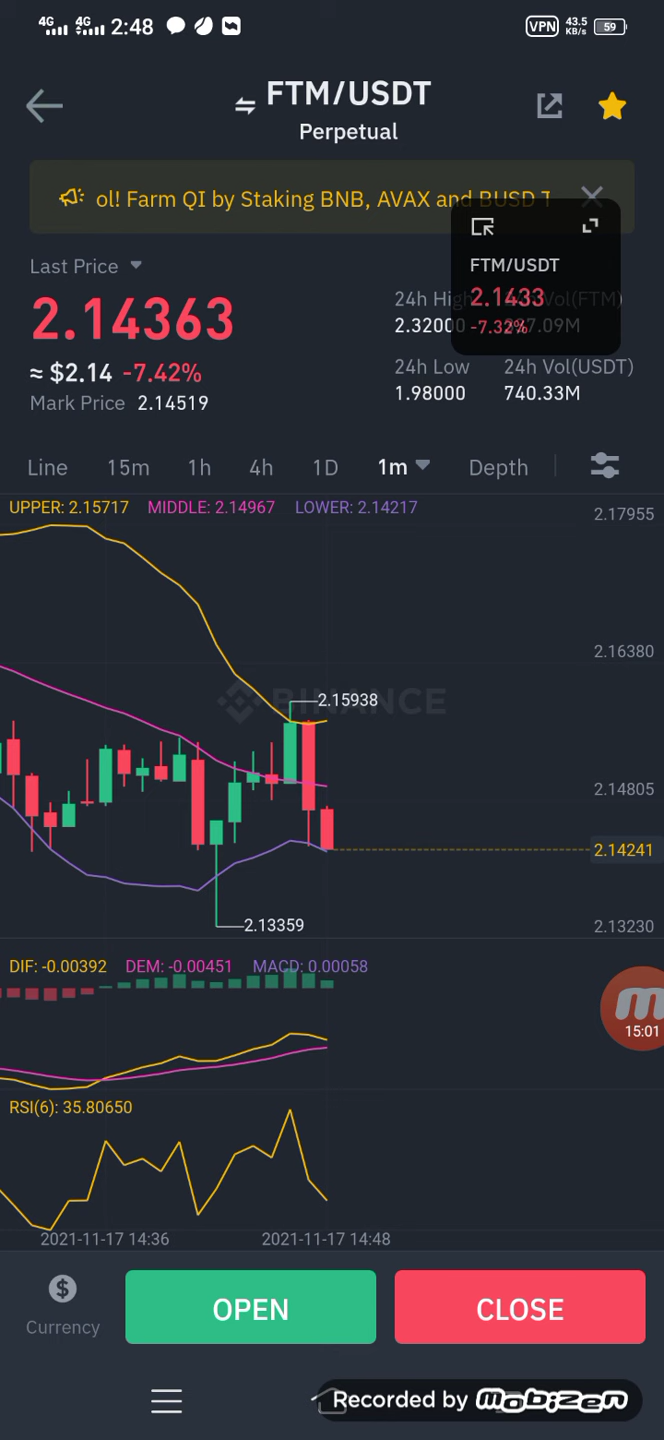 4G 4G 2:48 VPN 43.5 KB/s 59
FTM/USDT
Perpetual
ol! Farm QI by Staking BNB, AVAX and BUSD T
FTM/USDT
2.1433
-7.32%
Last Price
2.14363
≈ $2.14 -7.42%
Mark Price 2.14519
24h High 24h Vol(FTM)
2.32000
24h Low 24h Vol(USDT)
1.98000 740.33M
Line 15m 1h 4h 1D 1m Depth
UPPER: 2.15717 MIDDLE: 2.14967 LOWER: 2.14217
2.17955
2.16380
BINANCE
2.15938
2.14805
2.14241
2.13359
2.13230
DIF: -0.00392 DEM: -0.00451 MACD: 0.00058
15:01
RSI(6): 35.80650
2021-11-17 14:36 2021-11-17 14:48
$ Currency
OPEN CLOSE
Recorded by mobizen